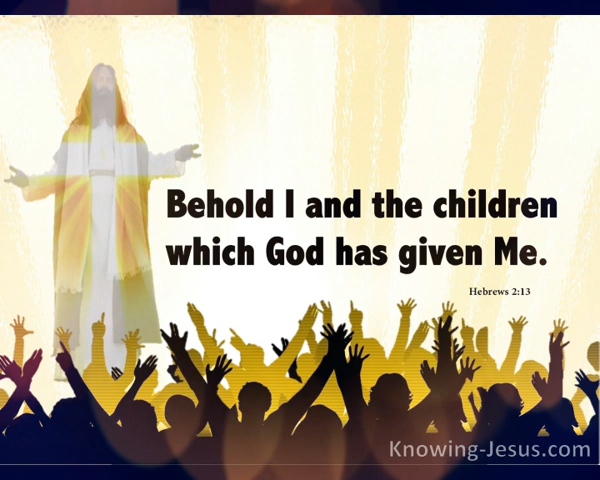 Behold I and the children
which God has given Me.
Hebrews 2:13
Knowing-Jesus.com